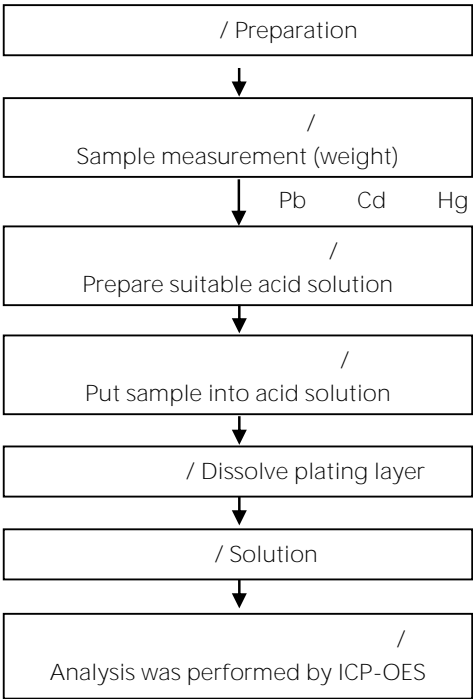 / Preparation
/
Sample measurement (weight)
Pb Cd Hg
/
Prepare suitable acid solution
/
Put sample into acid solution
/ Dissolve plating layer
/ Solution
/
Analysis was performed by ICP-OES